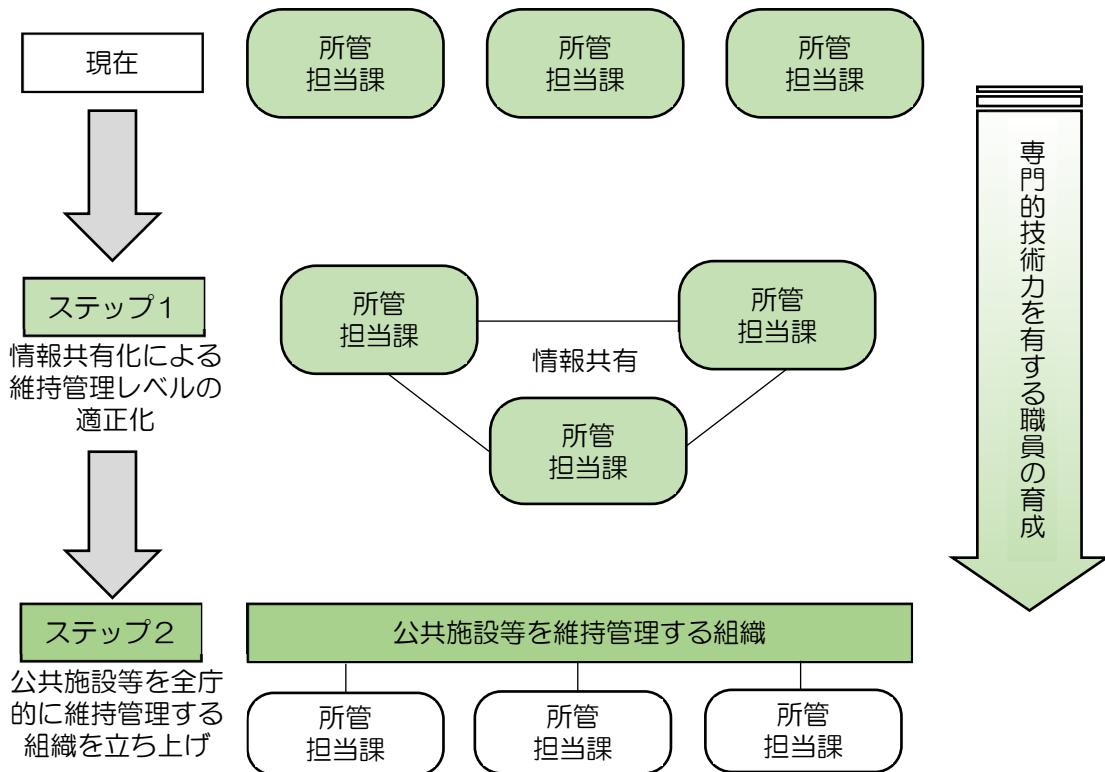 現在
所管
担当課
所管
担当課
所管
担当課
専門的技術力を有する職員の育成
ステップ１
情報共有化による
維持管理レベルの
適正化
所管
担当課
所管
担当課
情報共有
所管
担当課
ステップ２
公共施設等を全庁
的に維持管理する
組織を立ち上げ
公共施設等を維持管理する組織
所管
担当課
所管
担当課
所管
担当課